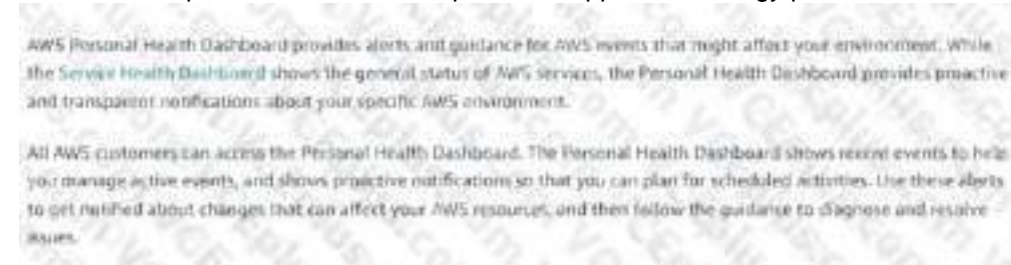 AWS Personal Health Dashboard provides alerts and guidance for AWS events that might affect your environment. While
the Service Health Dashboard shows the general status of AWS services, the Personal Health Dashboard provides proactive
and transparent notifications about your specific AWS environment.
All AWS customers can access the Personal Health Dashboard. The Personal Health Dashboard shows recent events to help
you manage active events, and shows proactive notifications so that you can plan for scheduled activities. Use these alerts
to get notified about changes that can affect your AWS resources, and then follow the guidance to diagnose and resolve
issues.